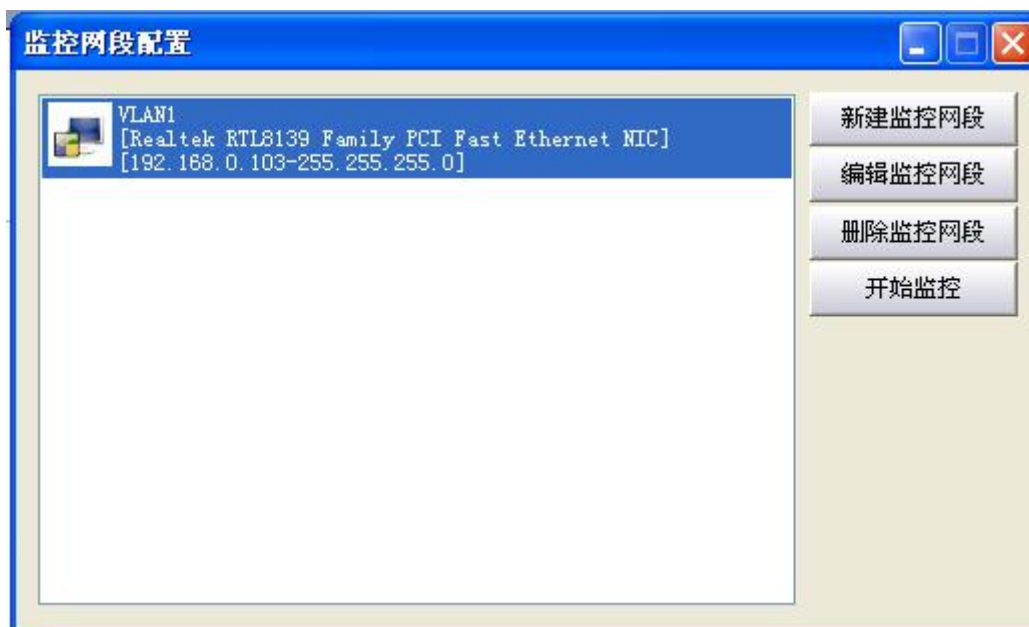 监控网段配置
VLAN1
[Realtek RTL8139 Family PCI Fast Ethernet NIC]
[192.168.0.103-255.255.255.0]
新建监控网段
编辑监控网段
删除监控网段
开始监控